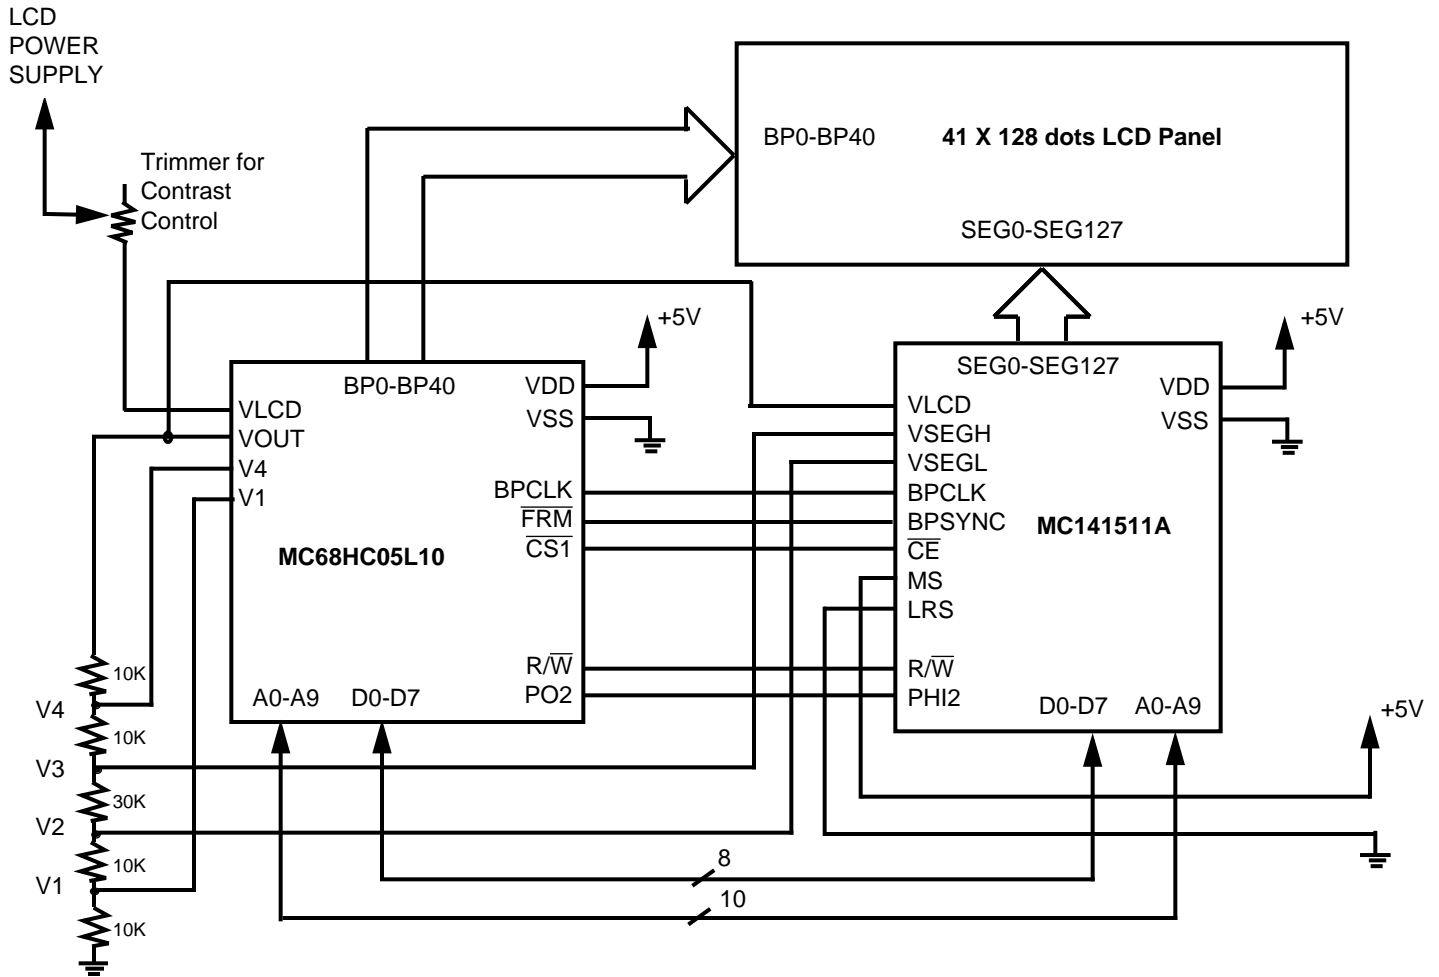 LCD
POWER
SUPPLY
Trimmer for
Contrast
Control
BP0-BP40
41 X 128 dots LCD Panel
SEG0-SEG127
+5V
BP0-BP40
VDD
VSS
VLCD
VOUT
V4
V1
BPCLK
FRM
CS1
MC68HC05L10
R/W
PO2
A0-A9
D0-D7
+5V
SEG0-SEG127
VDD
VSS
VLCD
VSEGH
VSEGL
BPCLK
BPSYNC
CE
MS
LRS
MC141511A
R/W
PHI2
D0-D7
A0-A9
+5V
10K
V4
10K
V3
30K
V2
10K
V1
10K
8
10